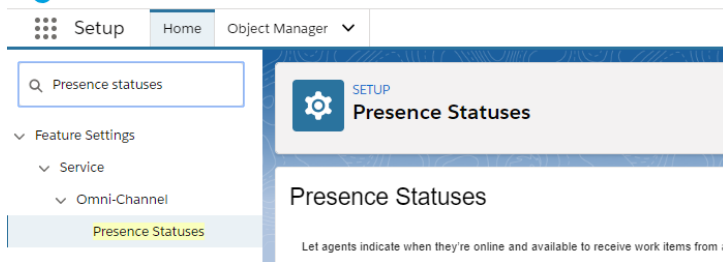 Setup Home Object Manager
Presence statuses
Feature Settings
Service
Omni-Channel
Presence Statuses
SETUP
Presence Statuses
Presence Statuses
Let agents indicate when they're online and available to receive work items from